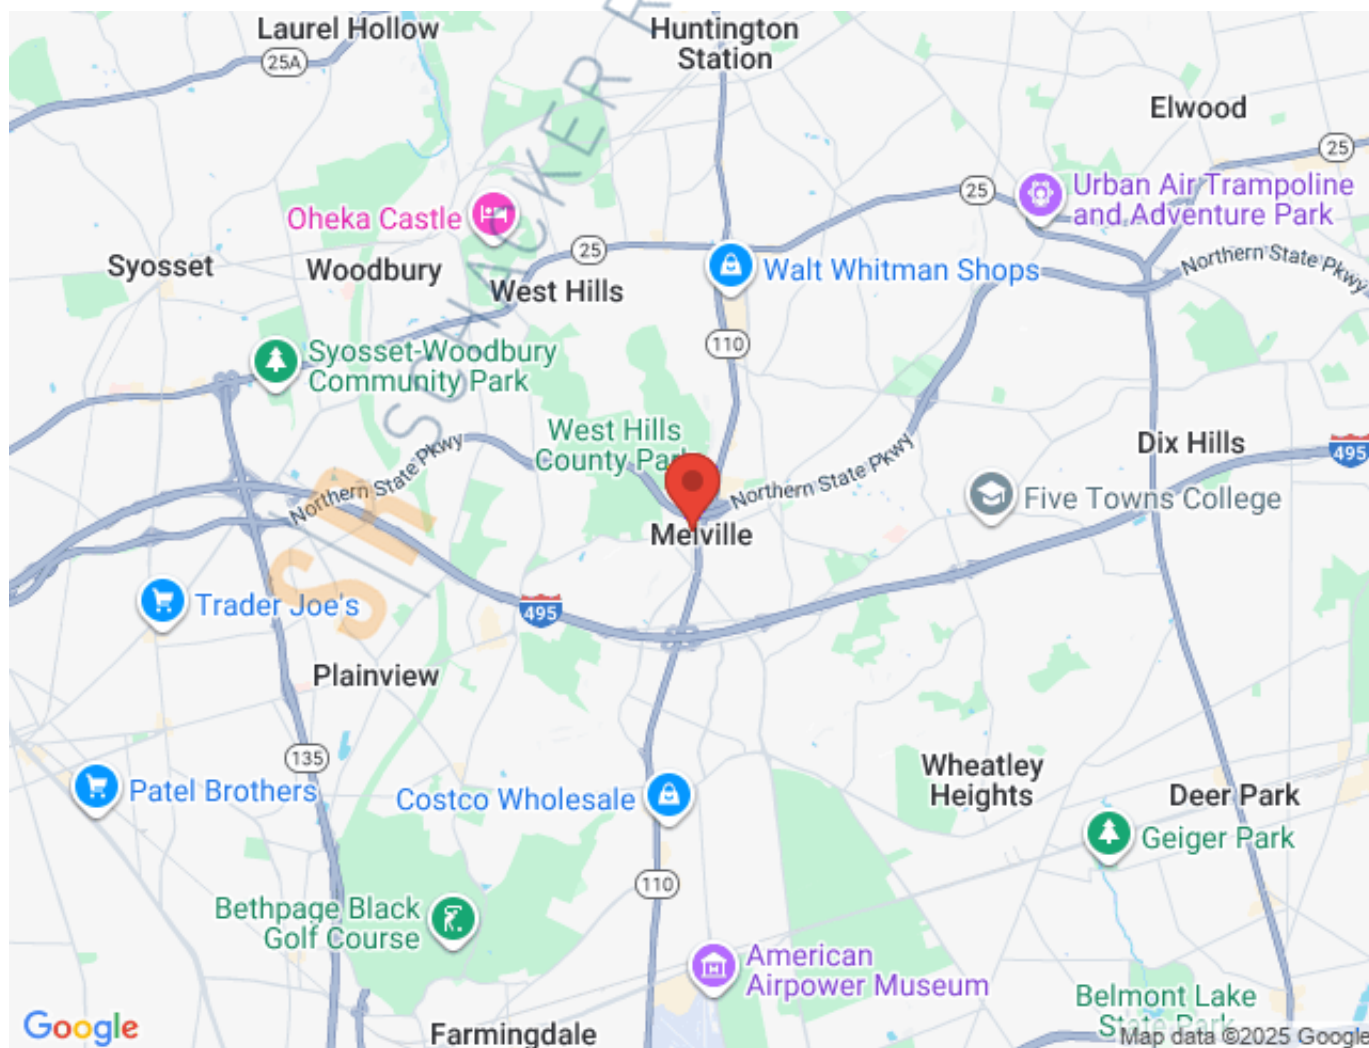 Laurel Hollow
25A
Huntington
Station
Elwood
25
25
Urban Air Trampoline
and Adventure Park
Oheka Castle
25
Syosset
Woodbury
West Hills
Walt Whitman Shops
Northern State Pkwy
110
Syosset-Woodbury
Community Park
West Hills
County Park
Northern State Pkwy
Northern State Pkwy
Dix Hills
495
Five Towns College
Melville
Trader Joe's
495
Plainview
135
Wheatley
Heights
Patel Brothers
Costco Wholesale
Deer Park
Geiger Park
110
Bethpage Black
Golf Course
American
Airpower Museum
Belmont Lake
State Park
Farmingdale
Google
Map data ©2025 Google
SIR
SCHACKER R